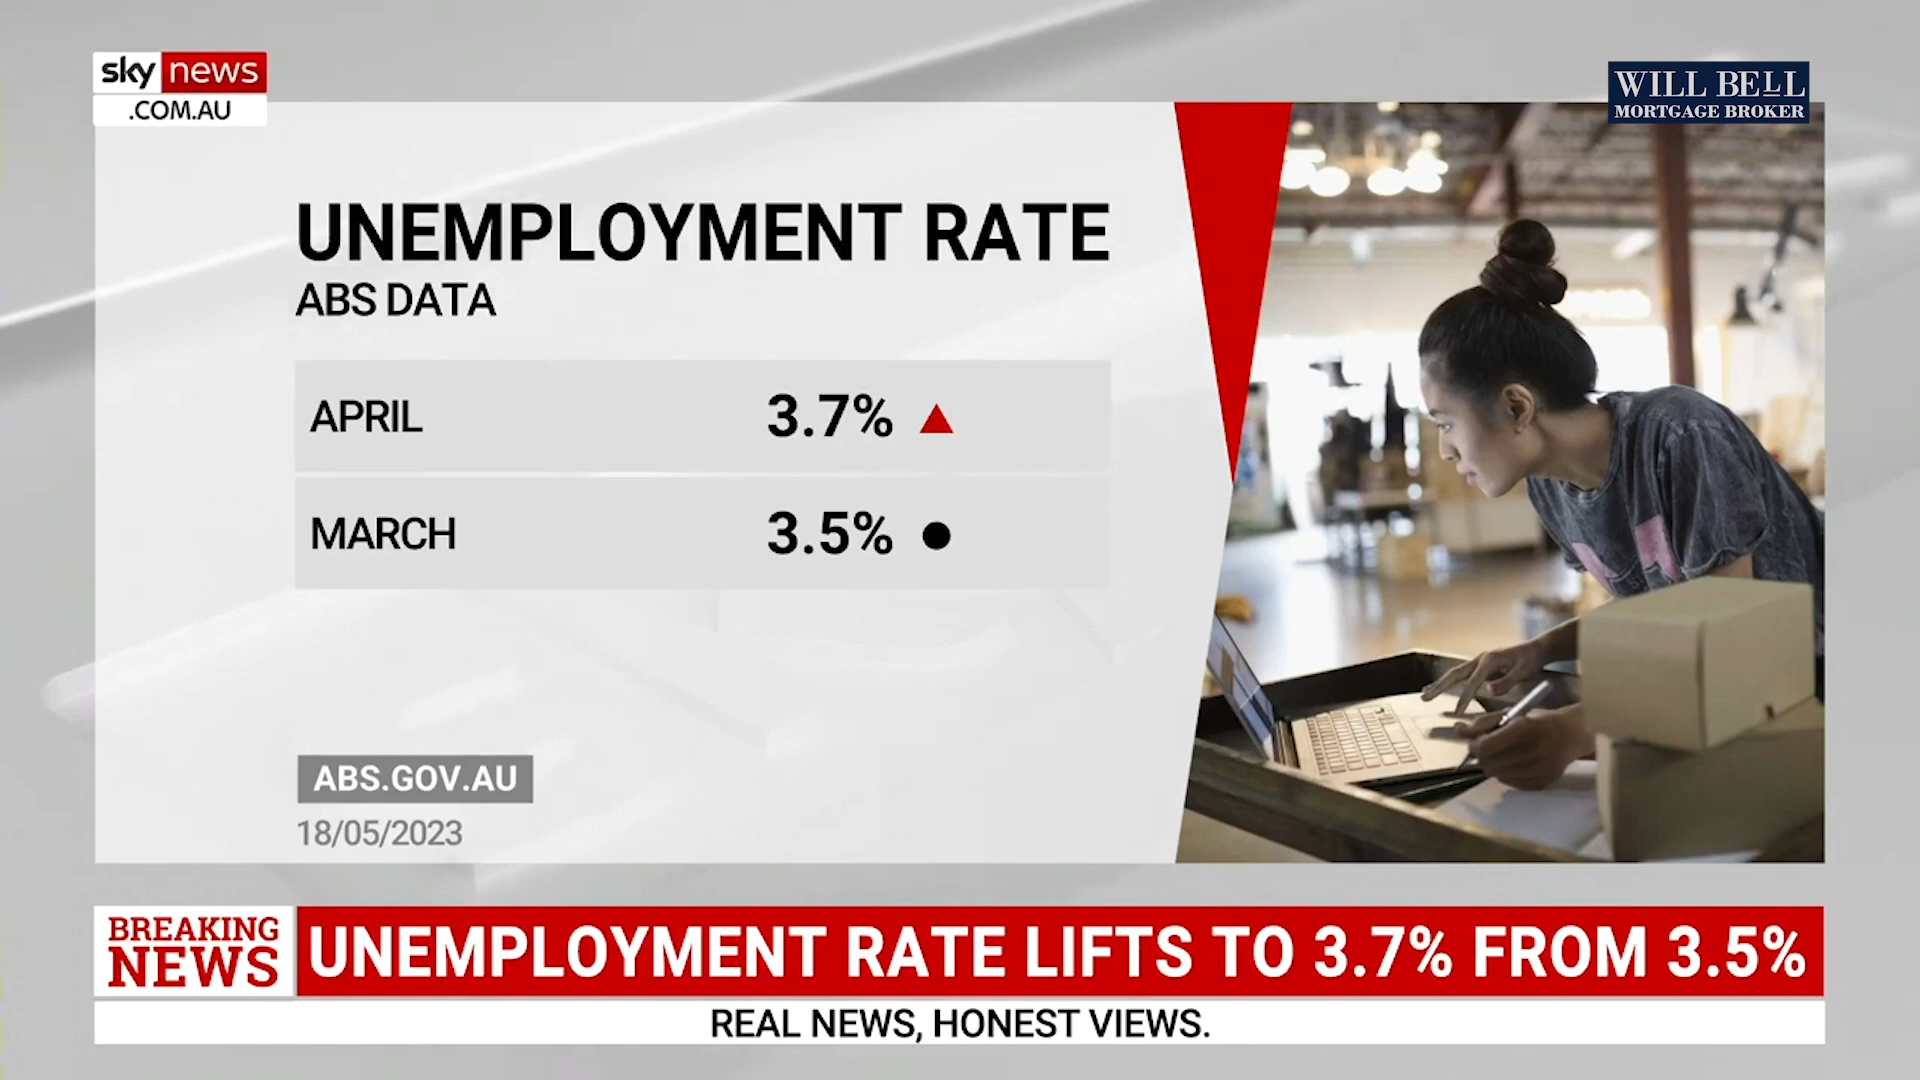 sky news
.COM.AU
WILL BELL
MORTGAGE BROKER
UNEMPLOYMENT RATE
ABS DATA
APRIL 3.7%
MARCH 3.5%
ABS.GOV.AU
18/05/2023
BREAKING
NEWS
UNEMPLOYMENT RATE LIFTS TO 3.7% FROM 3.5%
REAL NEWS, HONEST VIEWS.